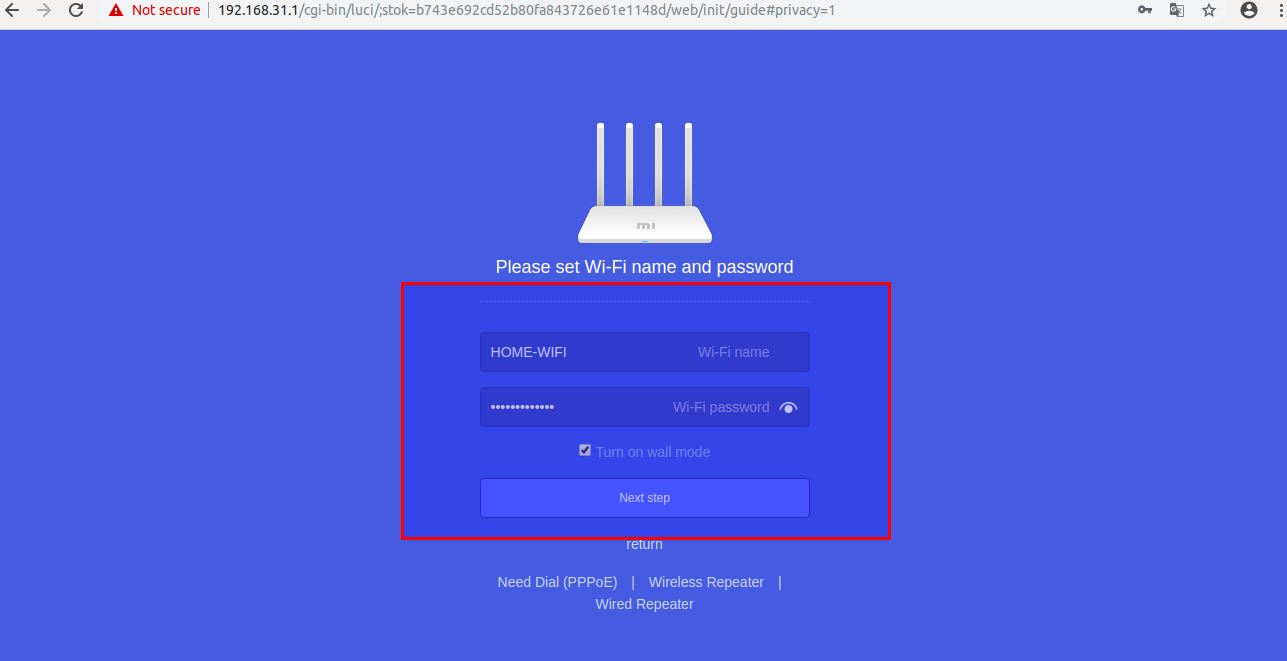 Not secure | 192.168.31.1/cgi-bin/luci/;stok=b743e692cd52b80fa843726e61e1148d/web/init/guide#privacy=1
mi
Please set Wi-Fi name and password
HOME-WIFI Wi-Fi name
••••••••••••• Wi-Fi password
Turn on wall mode
Next step
return
Need Dial (PPPoE) | Wireless Repeater |
Wired Repeater